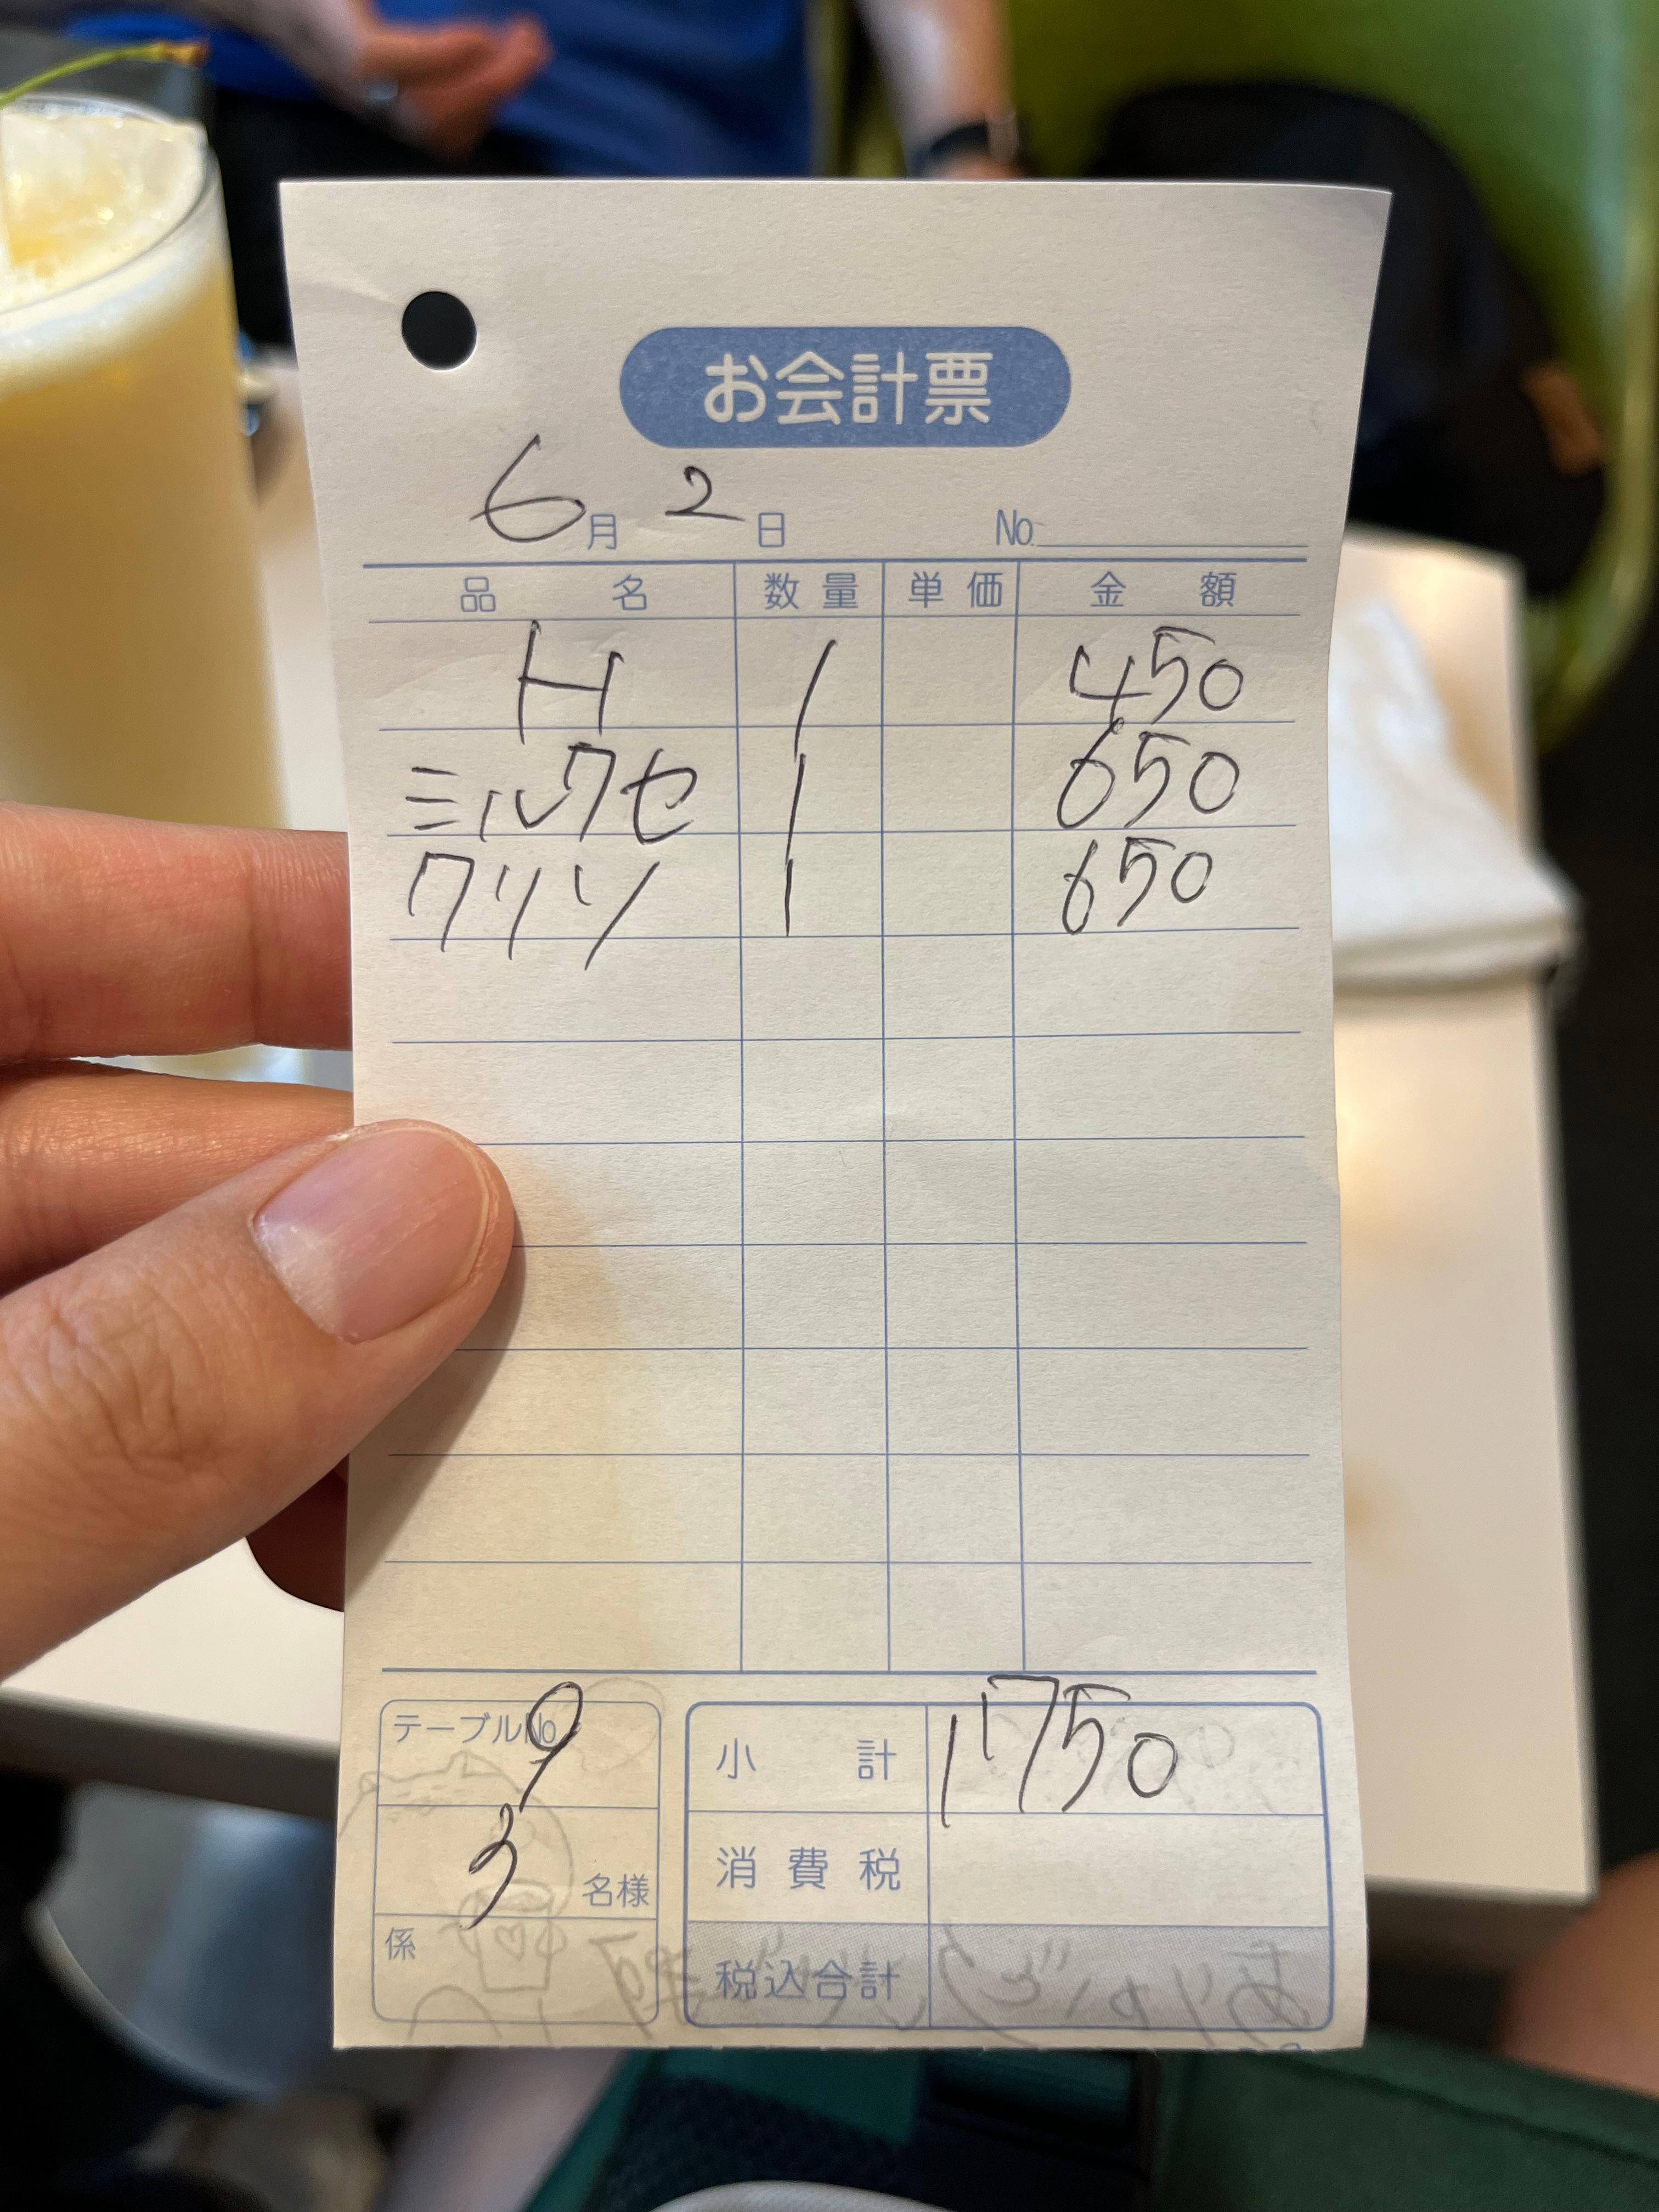 お会計票
6月 2日 No.
品名 数量 単価 金額
H 1 450
ミルクセ 1 650
クリソ 1 650
テーブルNo. 9
3 名様
係
小計 1750
消費税
税込合計